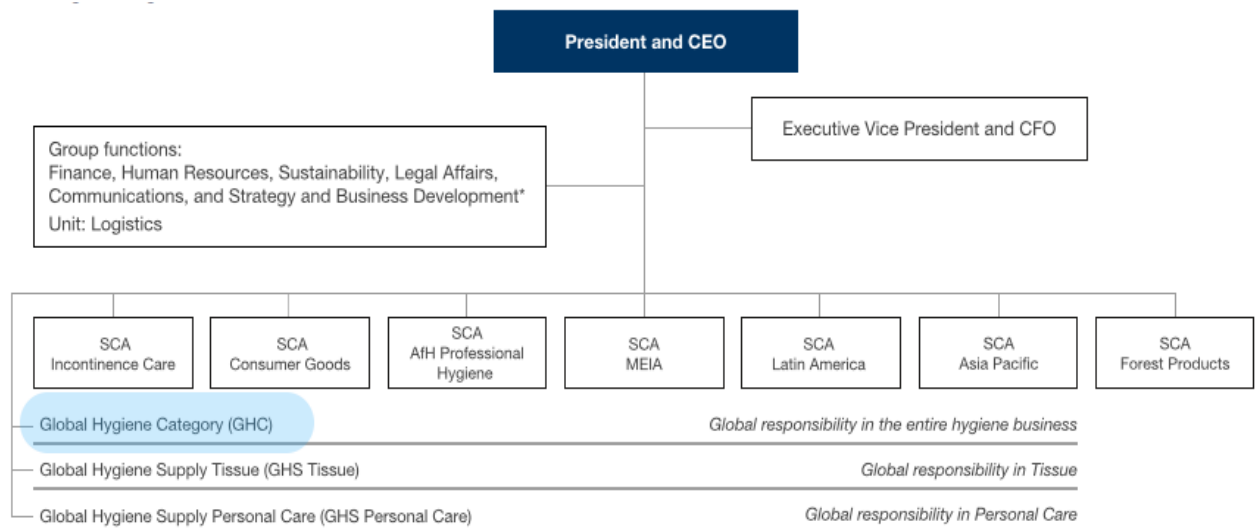 President and CEO
Executive Vice President and CFO
Group functions:
Finance, Human Resources, Sustainability, Legal Affairs,
Communications, and Strategy and Business Development*
Unit: Logistics
SCA
Incontinence Care
SCA
Consumer Goods
SCA
AfH Professional
Hygiene
SCA
MEIA
SCA
Latin America
SCA
Asia Pacific
SCA
Forest Products
Global Hygiene Category (GHC)
Global responsibility in the entire hygiene business
Global Hygiene Supply Tissue (GHS Tissue)
Global responsibility in Tissue
Global Hygiene Supply Personal Care (GHS Personal Care)
Global responsibility in Personal Care